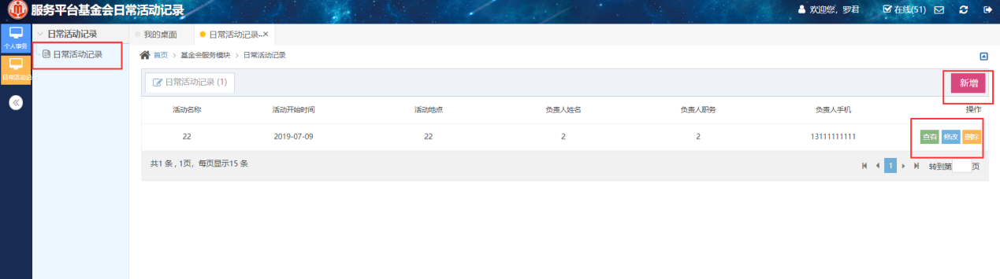 服务平台基金会日常活动记录
欢迎您，罗君 在线(51)
个人事务
日常活动记
日常活动记录
日常活动记录
我的桌面 日常活动记录..×
首页 > 基金会服务模块 > 日常活动记录
日常活动记录 (1) 新增
活动名称 活动开始时间 活动地点 负责人姓名 负责人职务 负责人手机 操作
22 2019-07-09 22 2 2 13111111111 查看 修改 删除
共1 条 , 1页，每页显示15 条 1 转到第 页